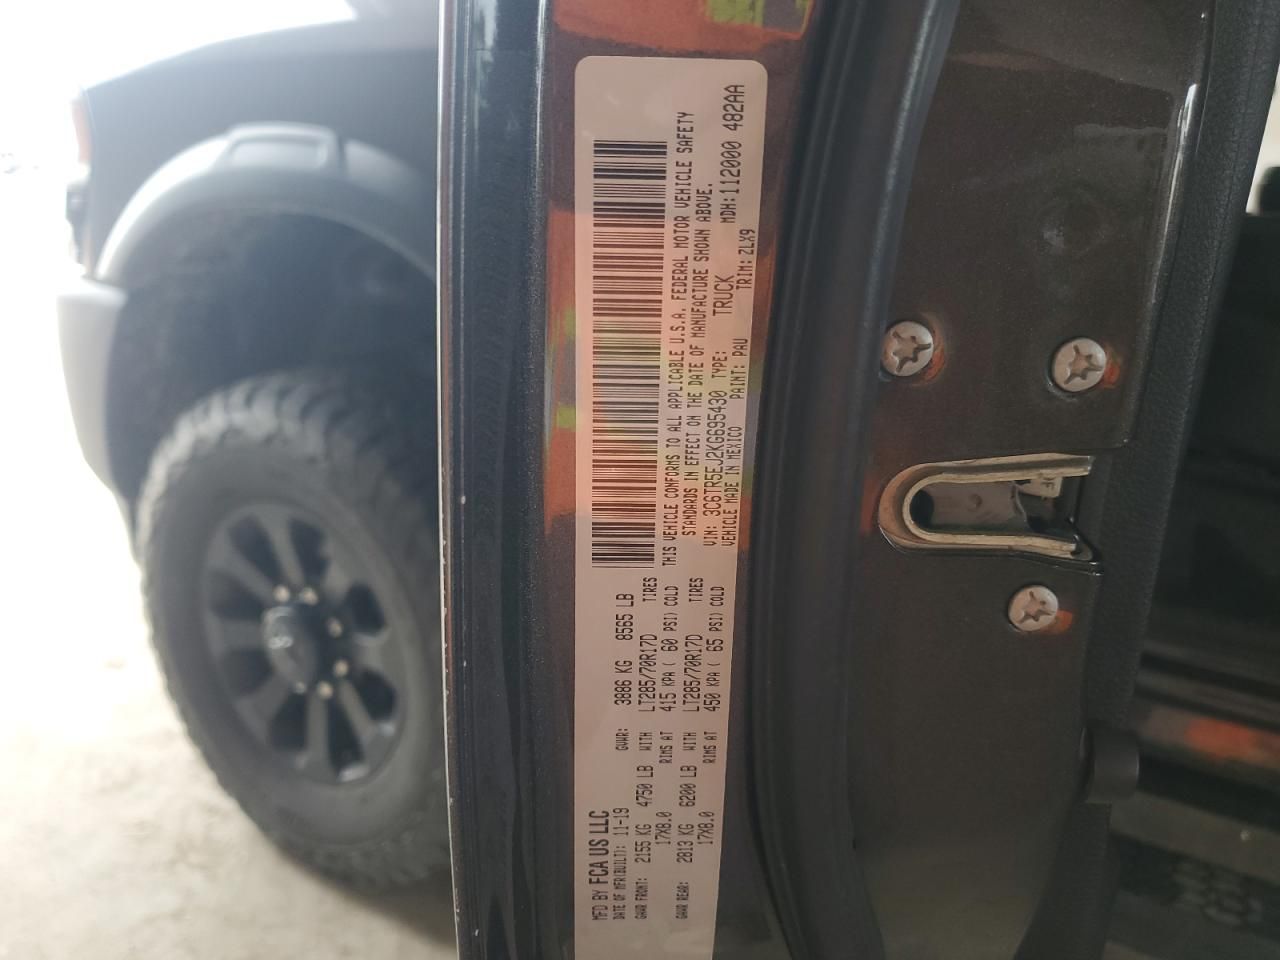 MFD BY FCA US LLC
DATE OF MFR(BUILT): 11-19 GVWR: 3886 KG 8565 LB
GAWR FRONT: 2155 KG 4750 LB WITH LT285/70R17D TIRES
17X8.0 RIMS AT 415 KPA ( 60 PSI) COLD
GAWR REAR: 2813 KG 6200 LB WITH LT285/70R17D TIRES
17X8.0 RIMS AT 450 KPA ( 65 PSI) COLD
THIS VEHICLE CONFORMS TO ALL APPLICABLE U.S.A. FEDERAL MOTOR VEHICLE SAFETY
STANDARDS IN EFFECT ON THE DATE OF MANUFACTURE SHOWN ABOVE.
VIN: 3C6TR5EJ2KG695430 TYPE: TRUCK MDH:112000 482AA
VEHICLE MADE IN MEXICO PAINT: PAU TRIM: ZLX9